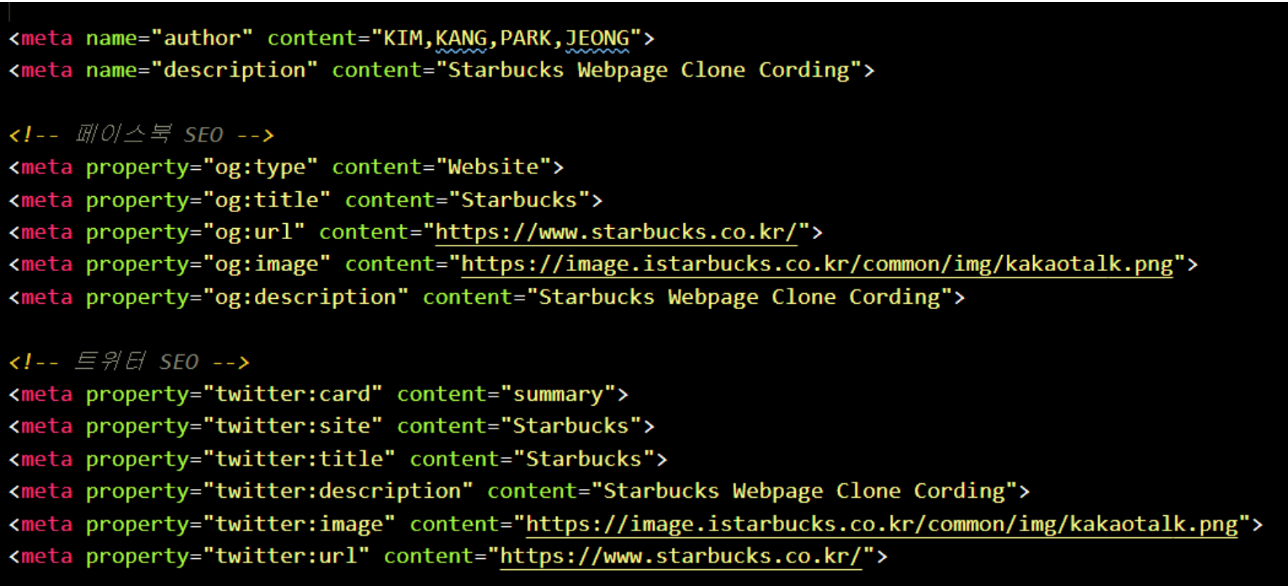 <meta name="author" content="KIM,KANG,PARK,JEONG">
<meta name="description" content="Starbucks Webpage Clone Cording">
<!-- 페이스북 SEO -->
<meta property="og:type" content="Website">
<meta property="og:title" content="Starbucks">
<meta property="og:url" content="https://www.starbucks.co.kr/">
<meta property="og:image" content="https://image.istarbucks.co.kr/common/img/kakaotalk.png">
<meta property="og:description" content="Starbucks Webpage Clone Cording">
<!-- 트위터 SEO -->
<meta property="twitter:card" content="summary">
<meta property="twitter:site" content="Starbucks">
<meta property="twitter:title" content="Starbucks">
<meta property="twitter:description" content="Starbucks Webpage Clone Cording">
<meta property="twitter:image" content="https://image.istarbucks.co.kr/common/img/kakaotalk.png">
<meta property="twitter:url" content="https://www.starbucks.co.kr/">